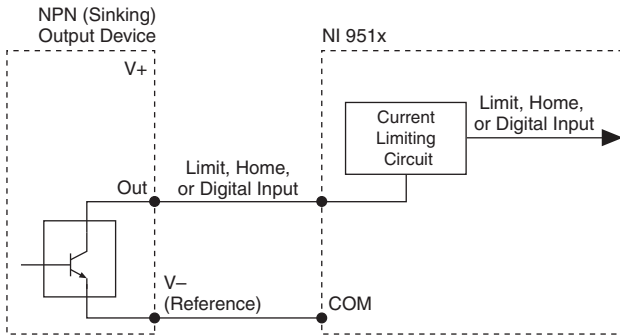 NPN (Sinking)
Output Device
V+
NI 951x
Current
Limiting
Circuit
Limit, Home,
or Digital Input
Out
Limit, Home,
or Digital Input
V–
(Reference)
COM